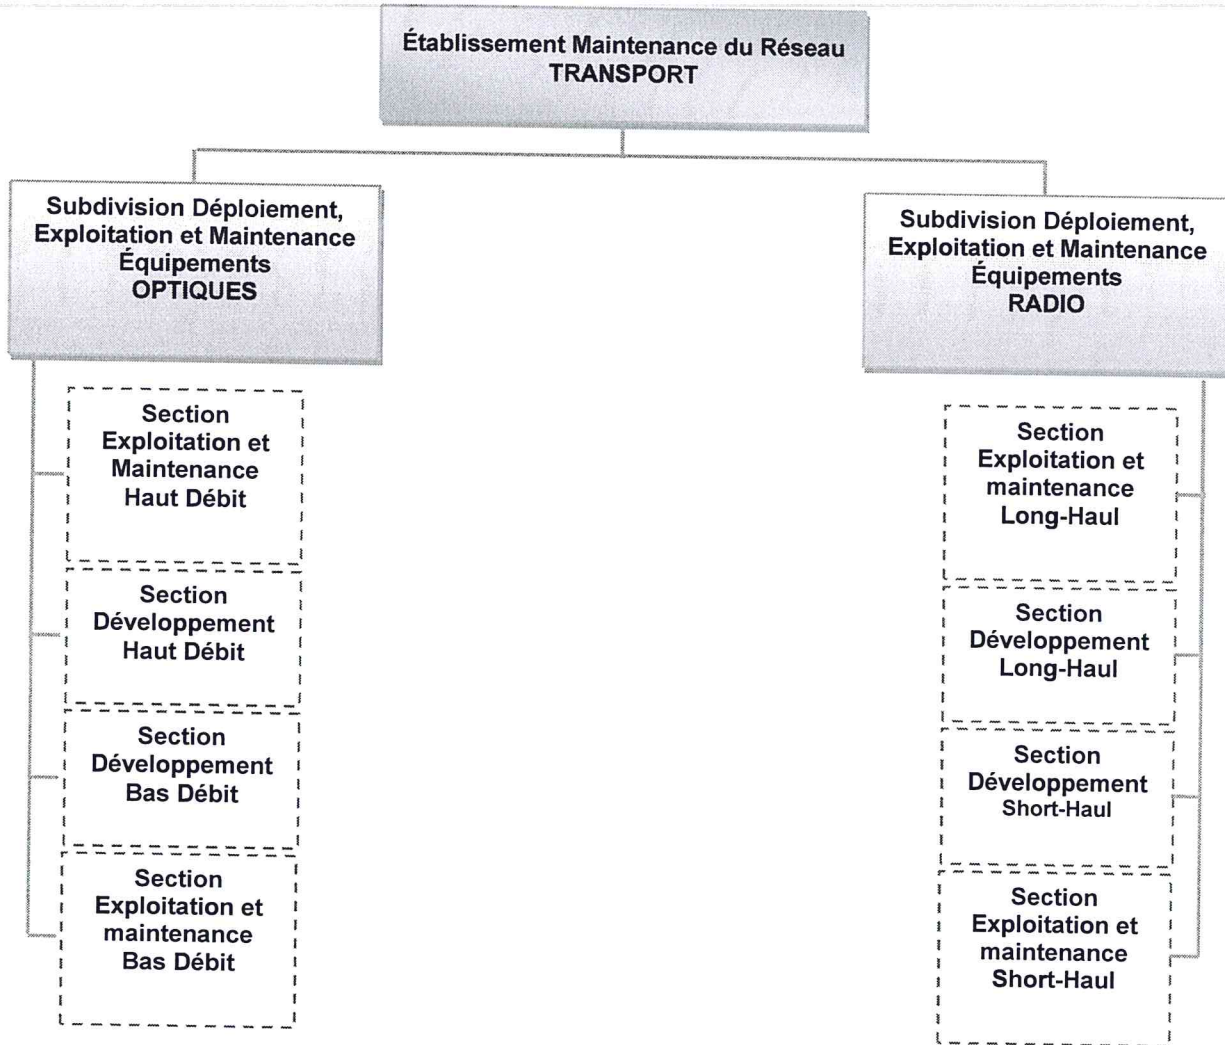 Établissement Maintenance du Réseau
TRANSPORT
Subdivision Déploiement,
Exploitation et Maintenance
Équipements
OPTIQUES
Subdivision Déploiement,
Exploitation et Maintenance
Équipements
RADIO
Section
Exploitation et
Maintenance
Haut Débit
Section
Développement
Haut Débit
Section
Développement
Bas Débit
Section
Exploitation et
maintenance
Bas Débit
Section
Exploitation et
maintenance
Long-Haul
Section
Développement
Long-Haul
Section
Développement
Short-Haul
Section
Exploitation et
maintenance
Short-Haul